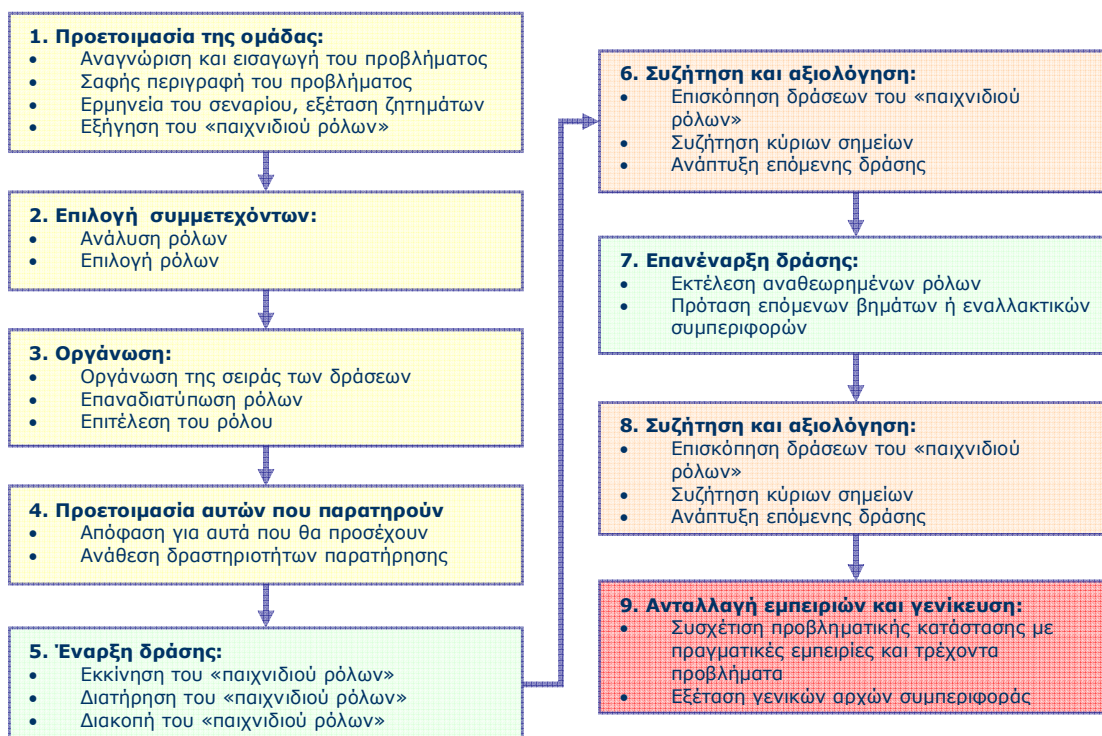 1. Προετοιμασία της ομάδας:
• Αναγνώριση και εισαγωγή του προβλήματος
• Σαφής περιγραφή του προβλήματος
• Ερμηνεία του σεναρίου, εξέταση ζητημάτων
• Εξήγηση του «παιχνιδιού ρόλων»
2. Επιλογή συμμετεχόντων:
• Ανάλυση ρόλων
• Επιλογή ρόλων
3. Οργάνωση:
• Οργάνωση της σειράς των δράσεων
• Επαναδιατύπωση ρόλων
• Επιτέλεση του ρόλου
4. Προετοιμασία αυτών που παρατηρούν
• Απόφαση για αυτά που θα προσέχουν
• Ανάθεση δραστηριοτήτων παρατήρησης
5. Έναρξη δράσης:
• Εκκίνηση του «παιχνιδιού ρόλων»
• Διατήρηση του «παιχνιδιού ρόλων»
• Διακοπή του «παιχνιδιού ρόλων»
6. Συζήτηση και αξιολόγηση:
• Επισκόπηση δράσεων του «παιχνιδιού
ρόλων»
• Συζήτηση κύριων σημείων
• Ανάπτυξη επόμενης δράσης
7. Επανέναρξη δράσης:
• Εκτέλεση αναθεωρημένων ρόλων
• Πρόταση επόμενων βημάτων ή εναλλακτικών
συμπεριφορών
8. Συζήτηση και αξιολόγηση:
• Επισκόπηση δράσεων του «παιχνιδιού
ρόλων»
• Συζήτηση κύριων σημείων
• Ανάπτυξη επόμενης δράσης
9. Ανταλλαγή εμπειριών και γενίκευση:
• Συσχέτιση προβληματικής κατάστασης με
πραγματικές εμπειρίες και τρέχοντα
προβλήματα
• Εξέταση γενικών αρχών συμπεριφοράς